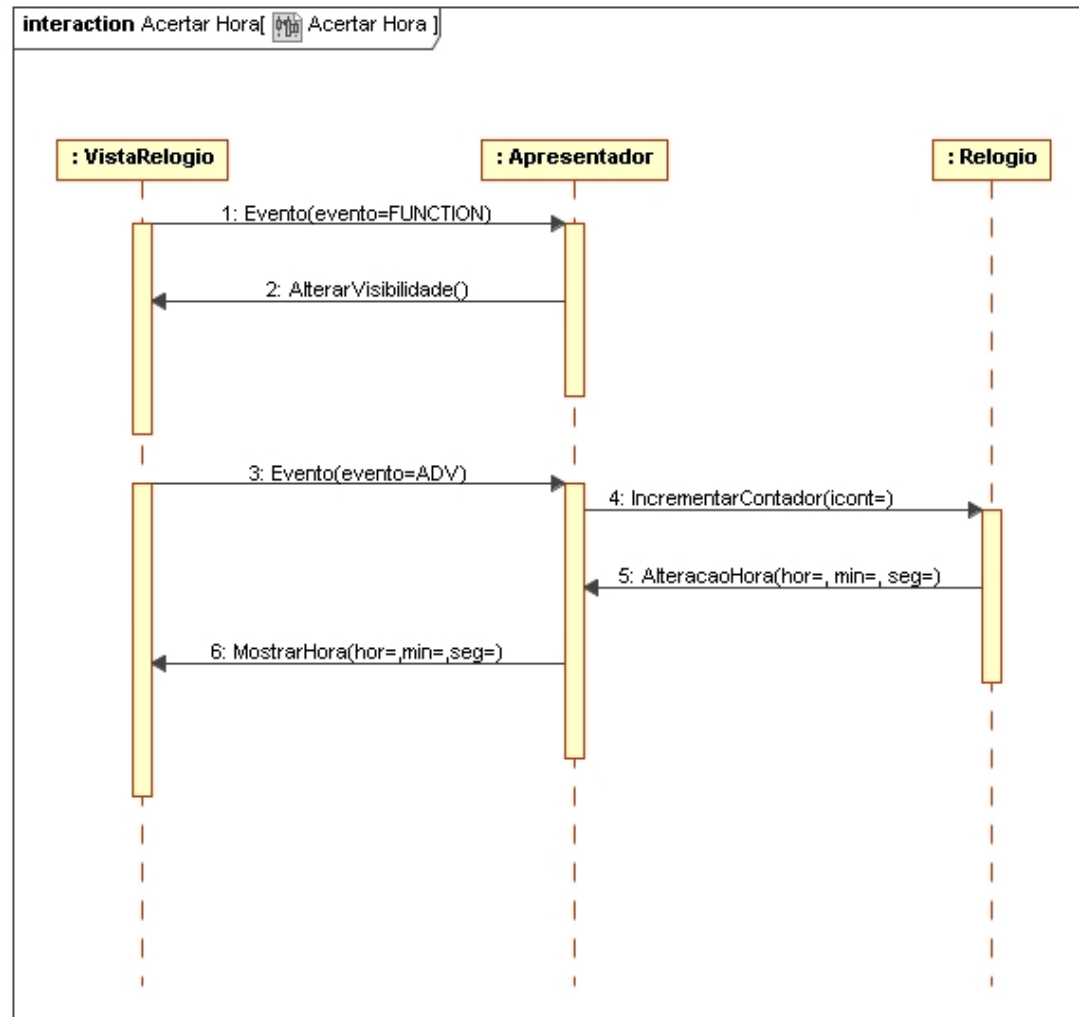 interaction Acertar Hora[ Acertar Hora ]
: VistaRelogio
: Apresentador
: Relogio
1: Evento(evento=FUNCTION)
2: AlterarVisibilidade()
3: Evento(evento=ADV)
4: IncrementarContador(icont=)
5: AlteracaoHora(hor=, min=, seg=)
6: MostrarHora(hor=,min=,seg=)